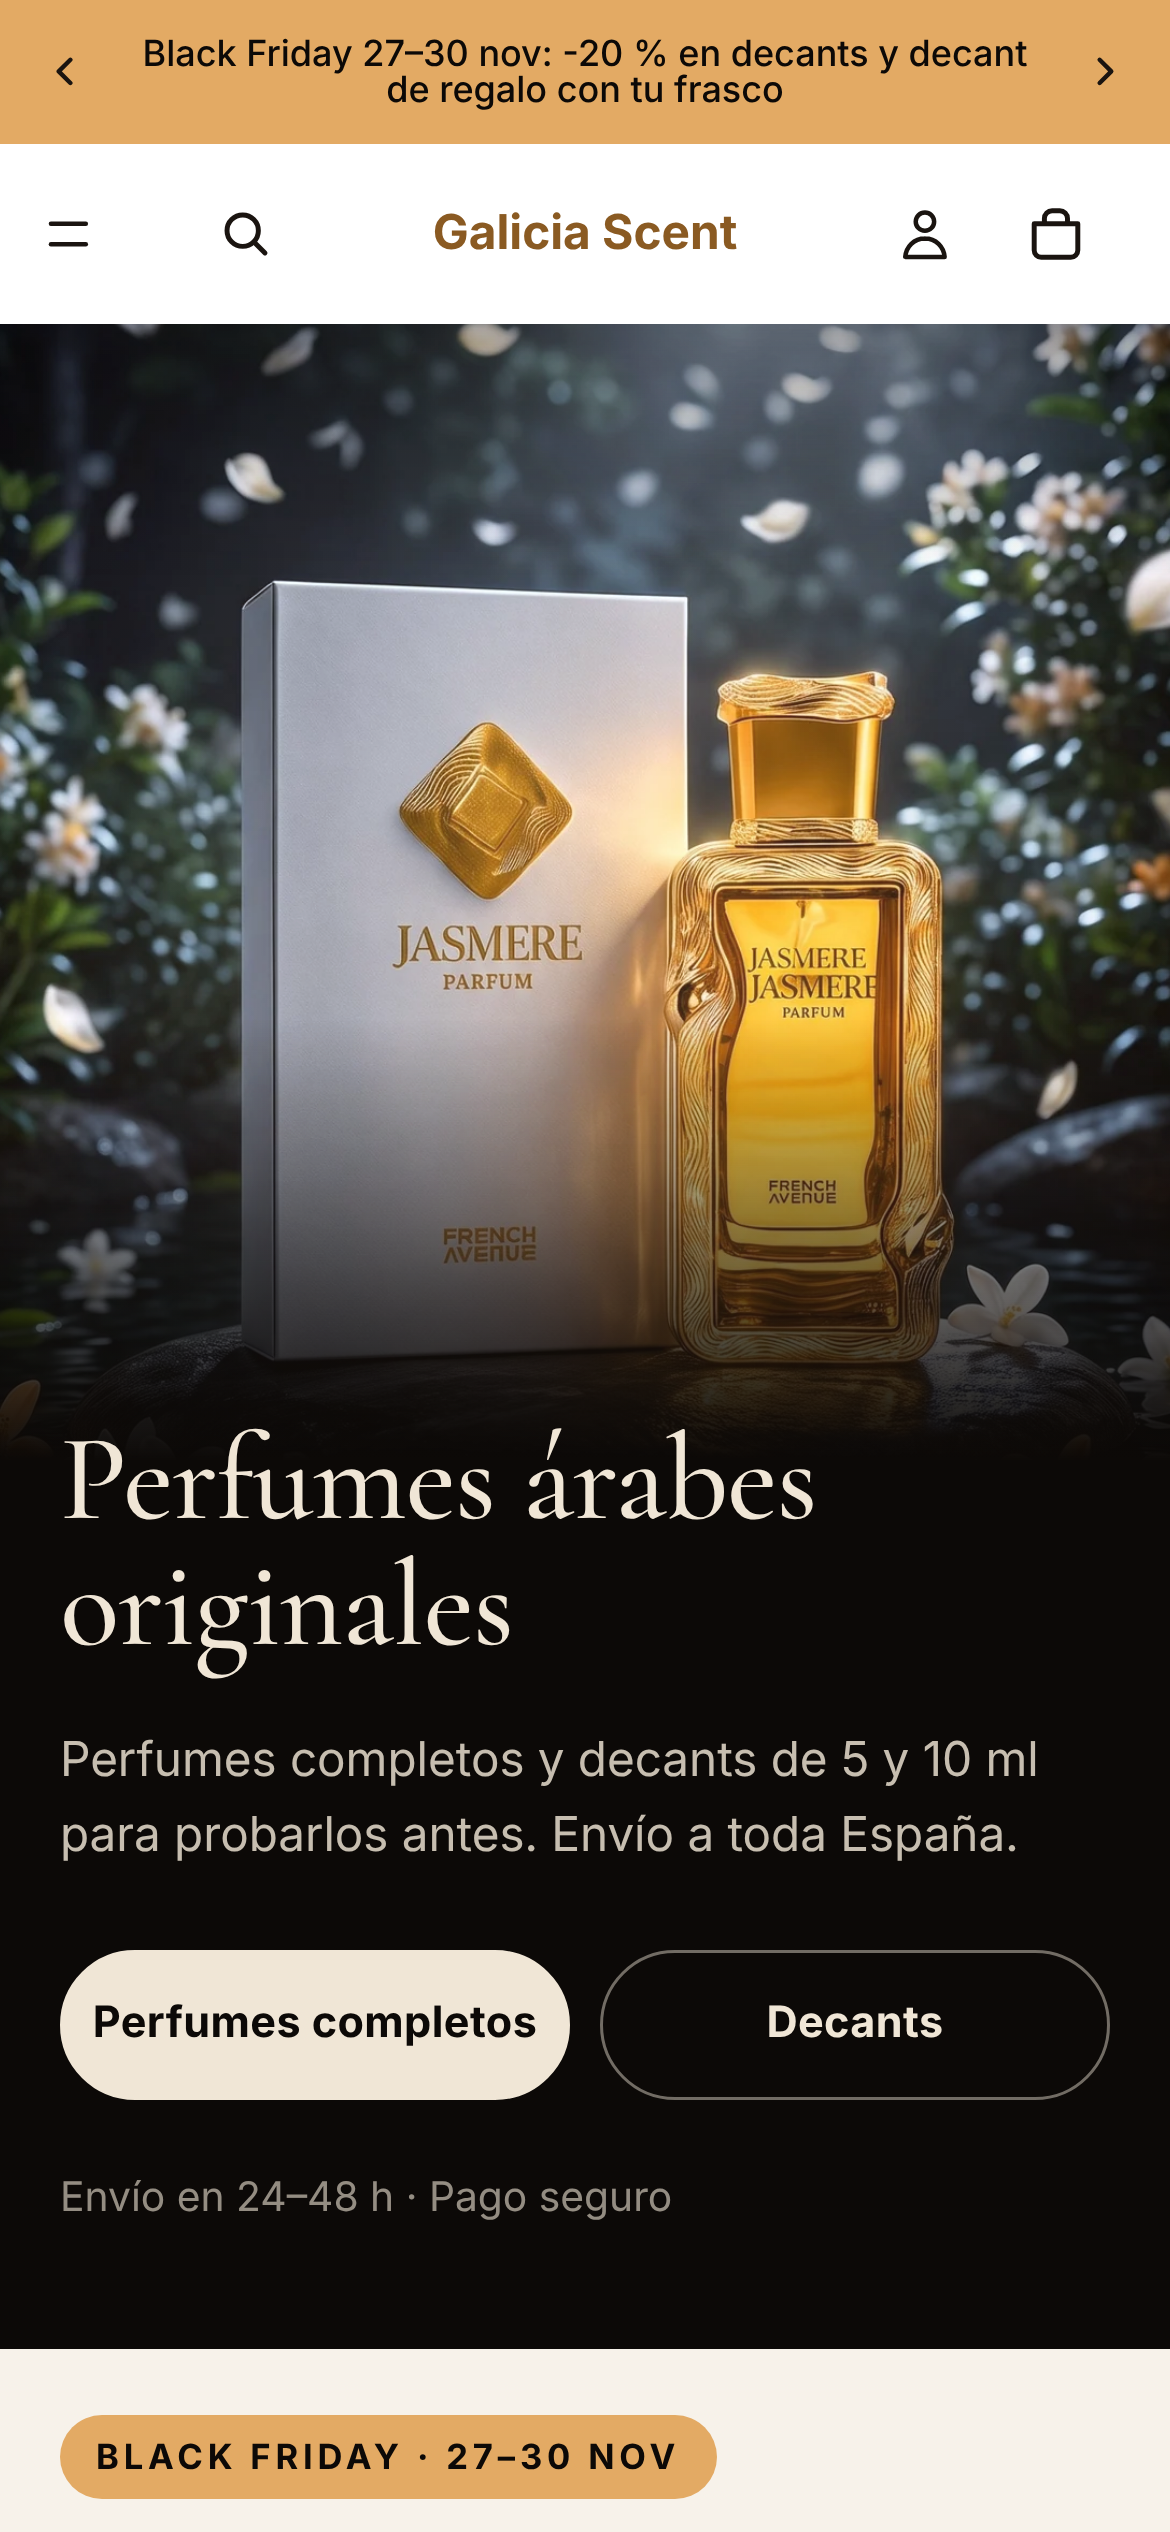 Black Friday 27–30 nov: -20 % en decants y decant
de regalo con tu frasco
Galicia Scent
JASMERE
PARFUM
FRENCH
AVENUE
JASMERE
JASMERE
PARFUM
FRENCH
AVENUE
Perfumes árabes
originales
Perfumes completos y decants de 5 y 10 ml
para probarlos antes. Envío a toda España.
Perfumes completos
Decants
Envío en 24–48 h · Pago seguro
BLACK FRIDAY · 27–30 NOV